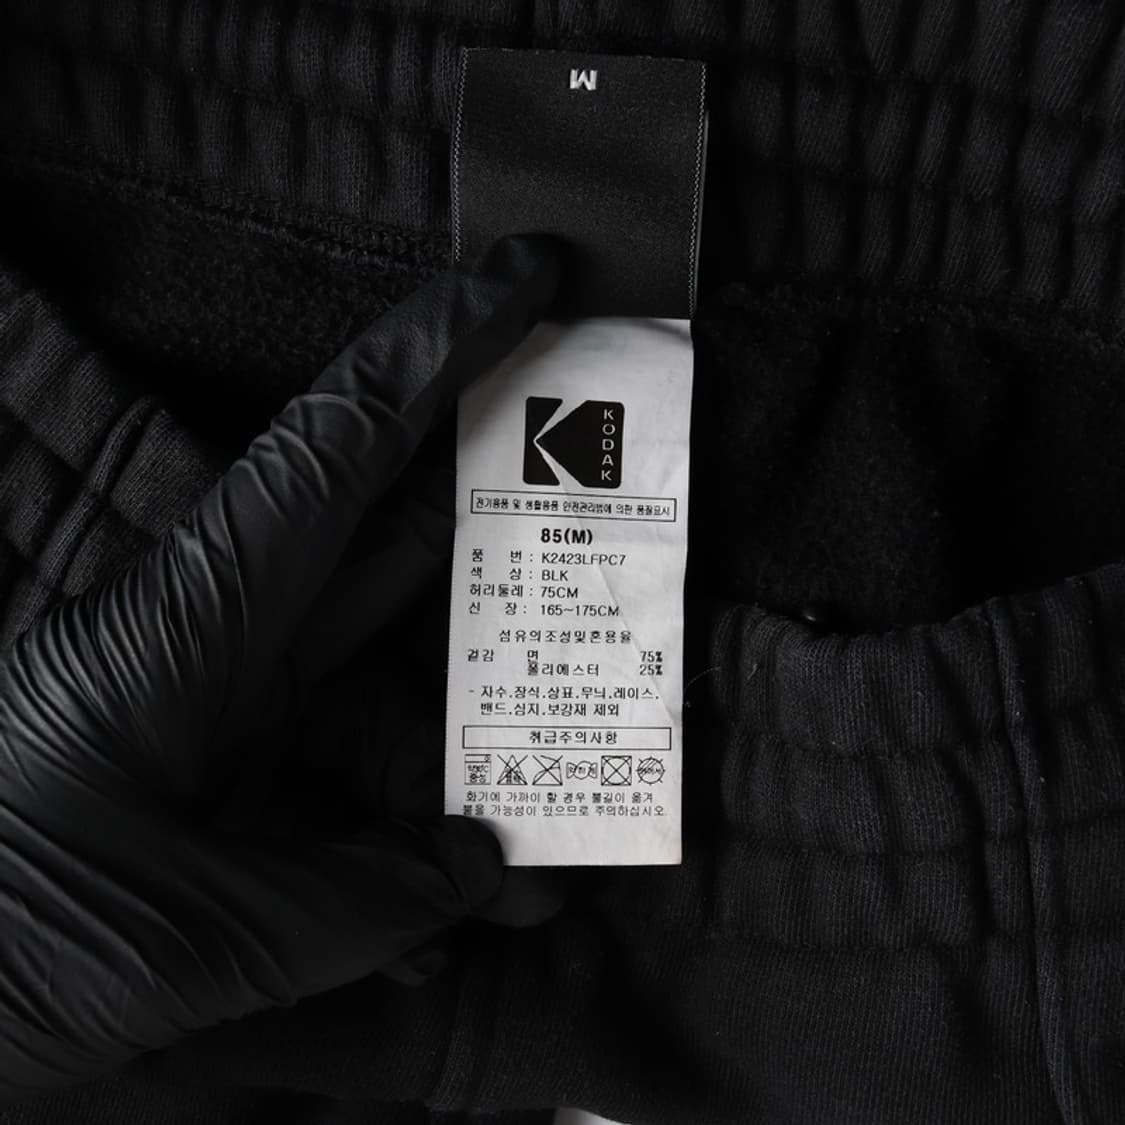 M
KODAK
전기용품 및 생활용품 안전관리법에 의한 품질표시
85(M)
품 번 : K2423LFPC7
색 상 : BLK
허리둘레 : 75CM
신 장 : 165~175CM
섬유의조성및혼용율
겉감 면 75%
폴리에스터 25%
- 자수.장식.상표.무늬.레이스.
밴드.심지.보강재 제외
취급주의사항
중성
약하게
화기에 가까이 할 경우 불길이 옮겨
붙을 가능성이 있으므로 주의하십시오.